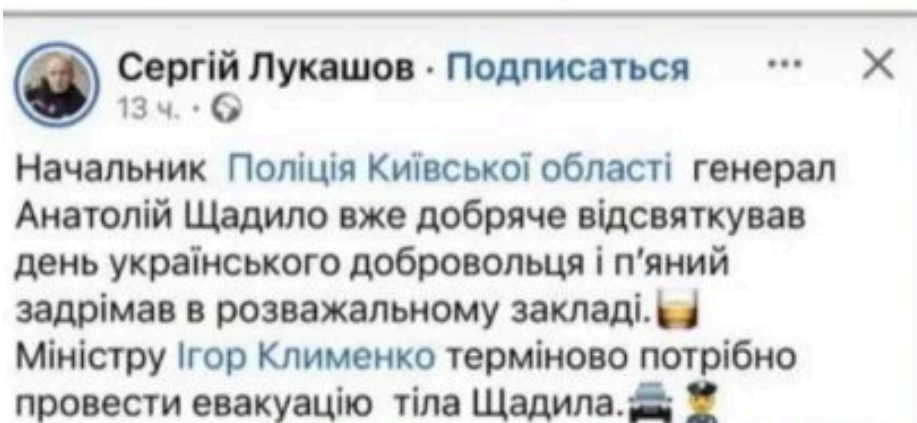 Сергій Лукашов · Подписаться
13 ч. ·
Начальник Поліція Київської області генерал
Анатолій Щадило вже добряче відсвяткував
день українського добровольця і п'яний
задрімав в розважальному закладі.🥃
Міністру Ігор Клименко терміново потрібно
провести евакуацію тіла Щадила.🚔👮